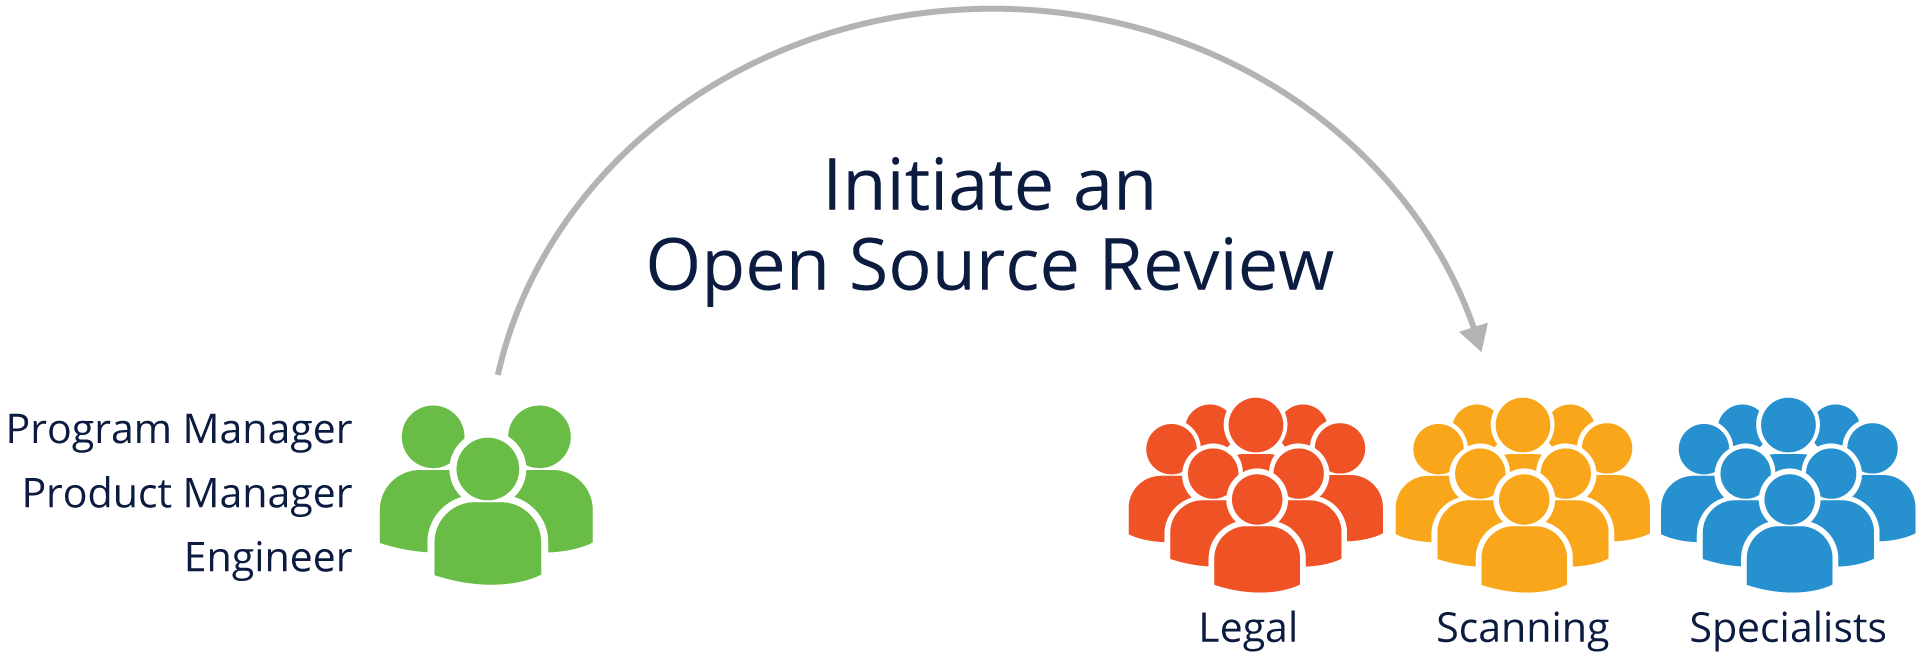 Initiate an
Open Source Review
Program Manager
Product Manager
Engineer
Legal
Scanning
Specialists